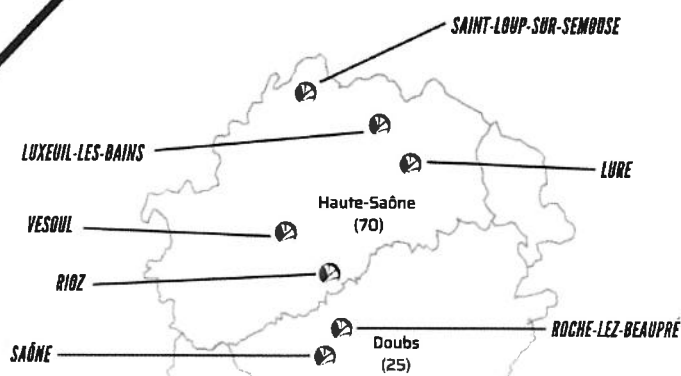 SAINT-LOUP-SUR-SEMOUSE
LUXEUIL-LES-BAINS
LURE
Haute-Saône
(70)
VESOUL
RIOZ
ROCHE-LEZ-BEAUPRÉ
Doubs
(25)
SAÔNE